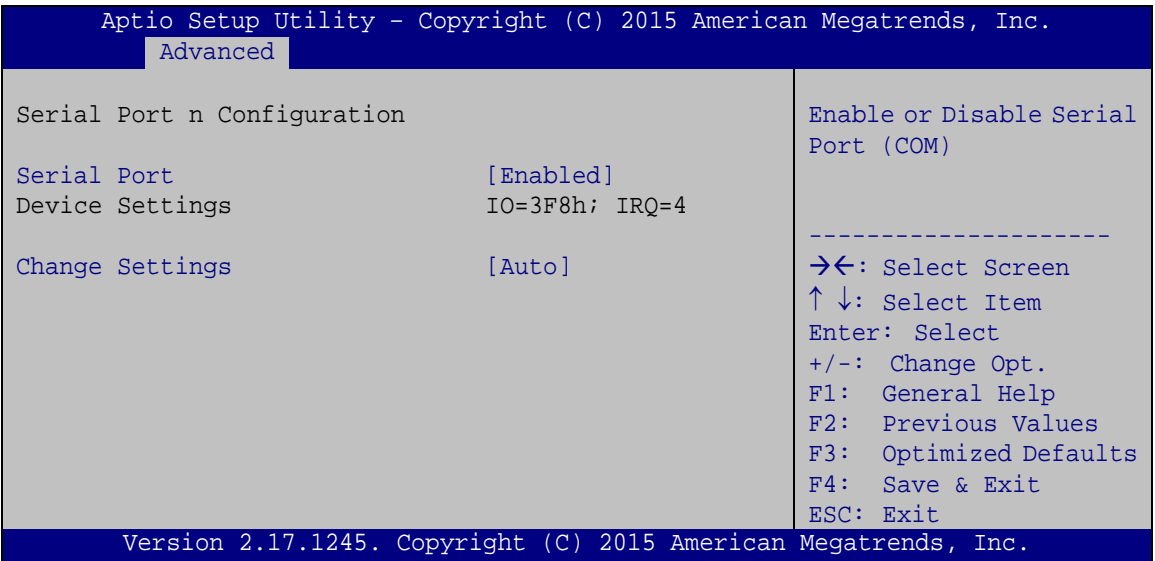 Aptio Setup Utility – Copyright (C) 2015 American Megatrends, Inc.
Advanced
Serial Port n Configuration
Serial Port [Enabled]
Device Settings IO=3F8h; IRQ=4
Change Settings [Auto]
Enable or Disable Serial
Port (COM)
---------------------
→←: Select Screen
↑ ↓: Select Item
Enter: Select
+/-: Change Opt.
F1: General Help
F2: Previous Values
F3: Optimized Defaults
F4: Save & Exit
ESC: Exit
Version 2.17.1245. Copyright (C) 2015 American Megatrends, Inc.